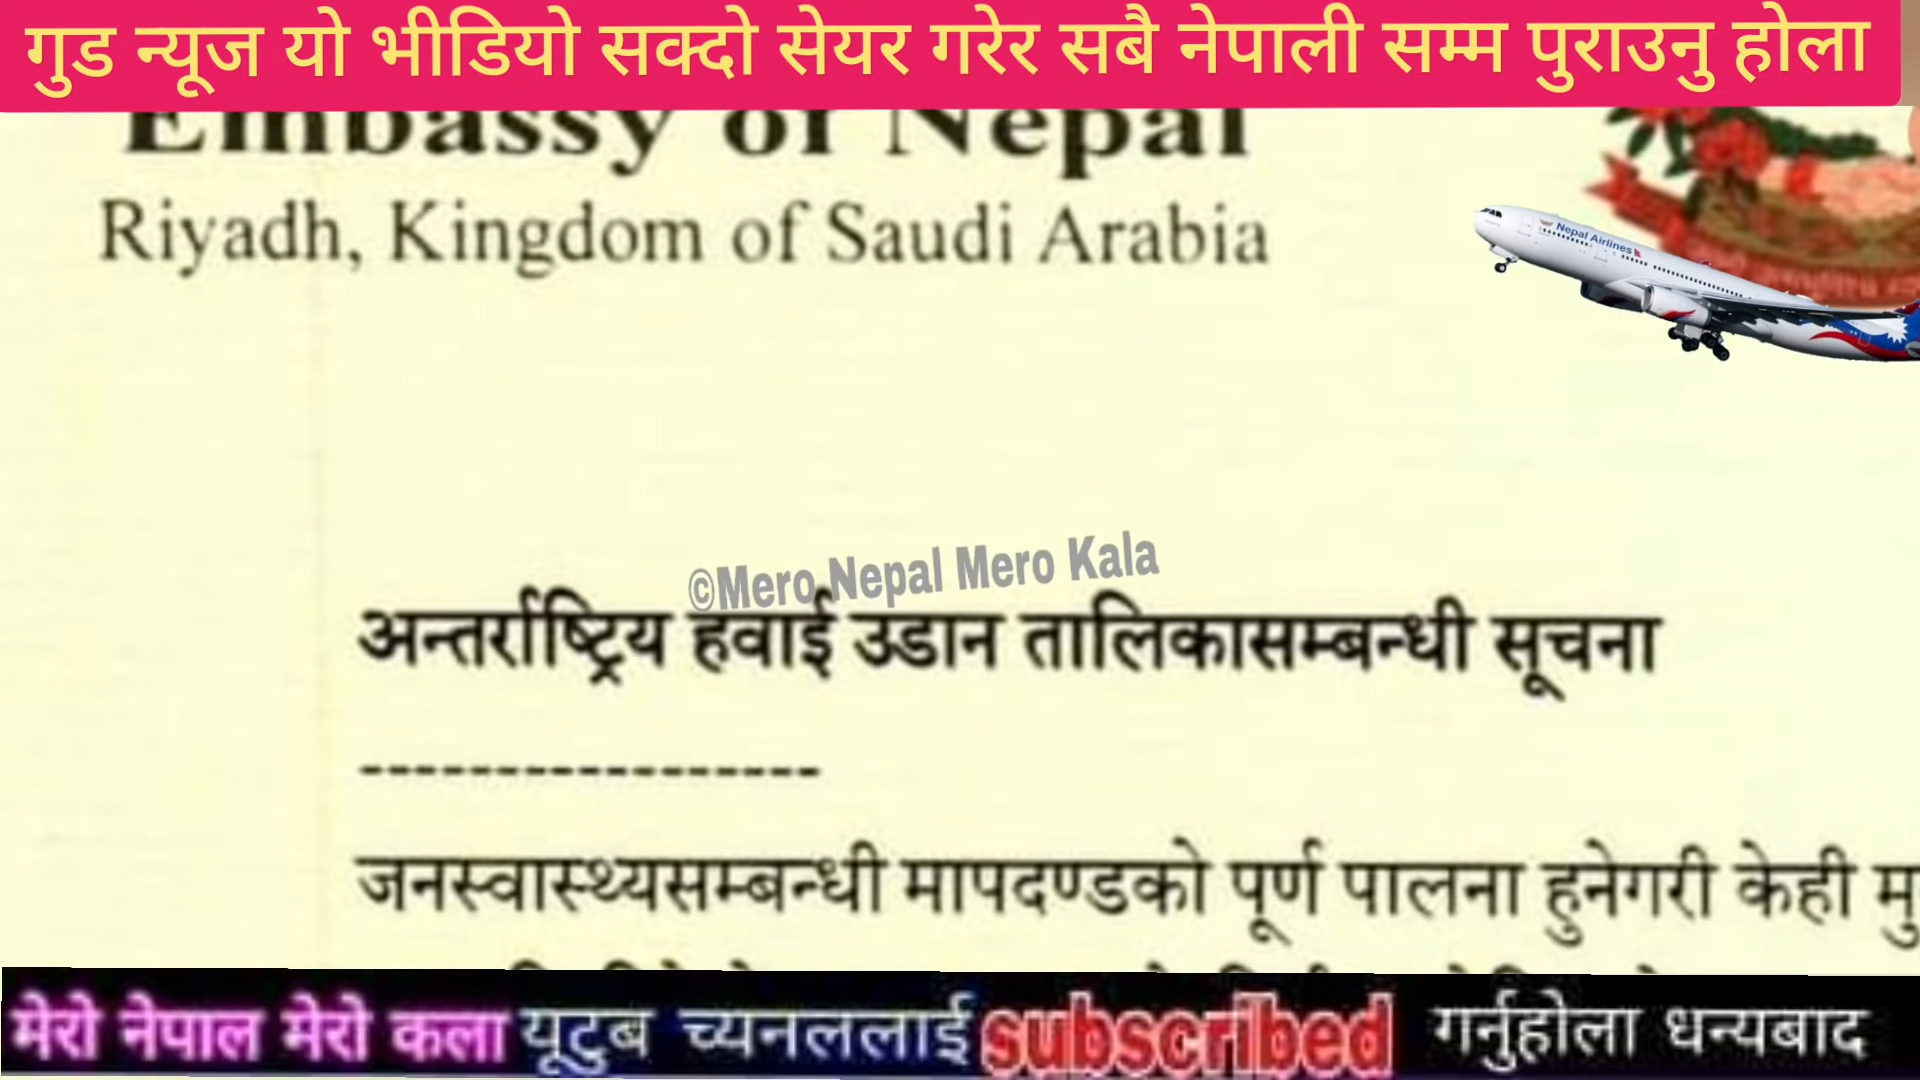 गुड न्यूज यो भीडियो सक्दो सेयर गरेर सबै नेपाली सम्म पुराउनु होला
Embassy of Nepal
Riyadh, Kingdom of Saudi Arabia
Nepal Airlines
©Mero Nepal Mero Kala
अन्तर्राष्ट्रिय हवाई उडान तालिकासम्बन्धी सूचना
------------------
जनस्वास्थ्यसम्बन्धी मापदण्डको पूर्ण पालना हुनेगरी केही मु
मेरो नेपाल मेरो कला यूटुब च्यनललाई subscribed गर्नुहोला धन्यबाद